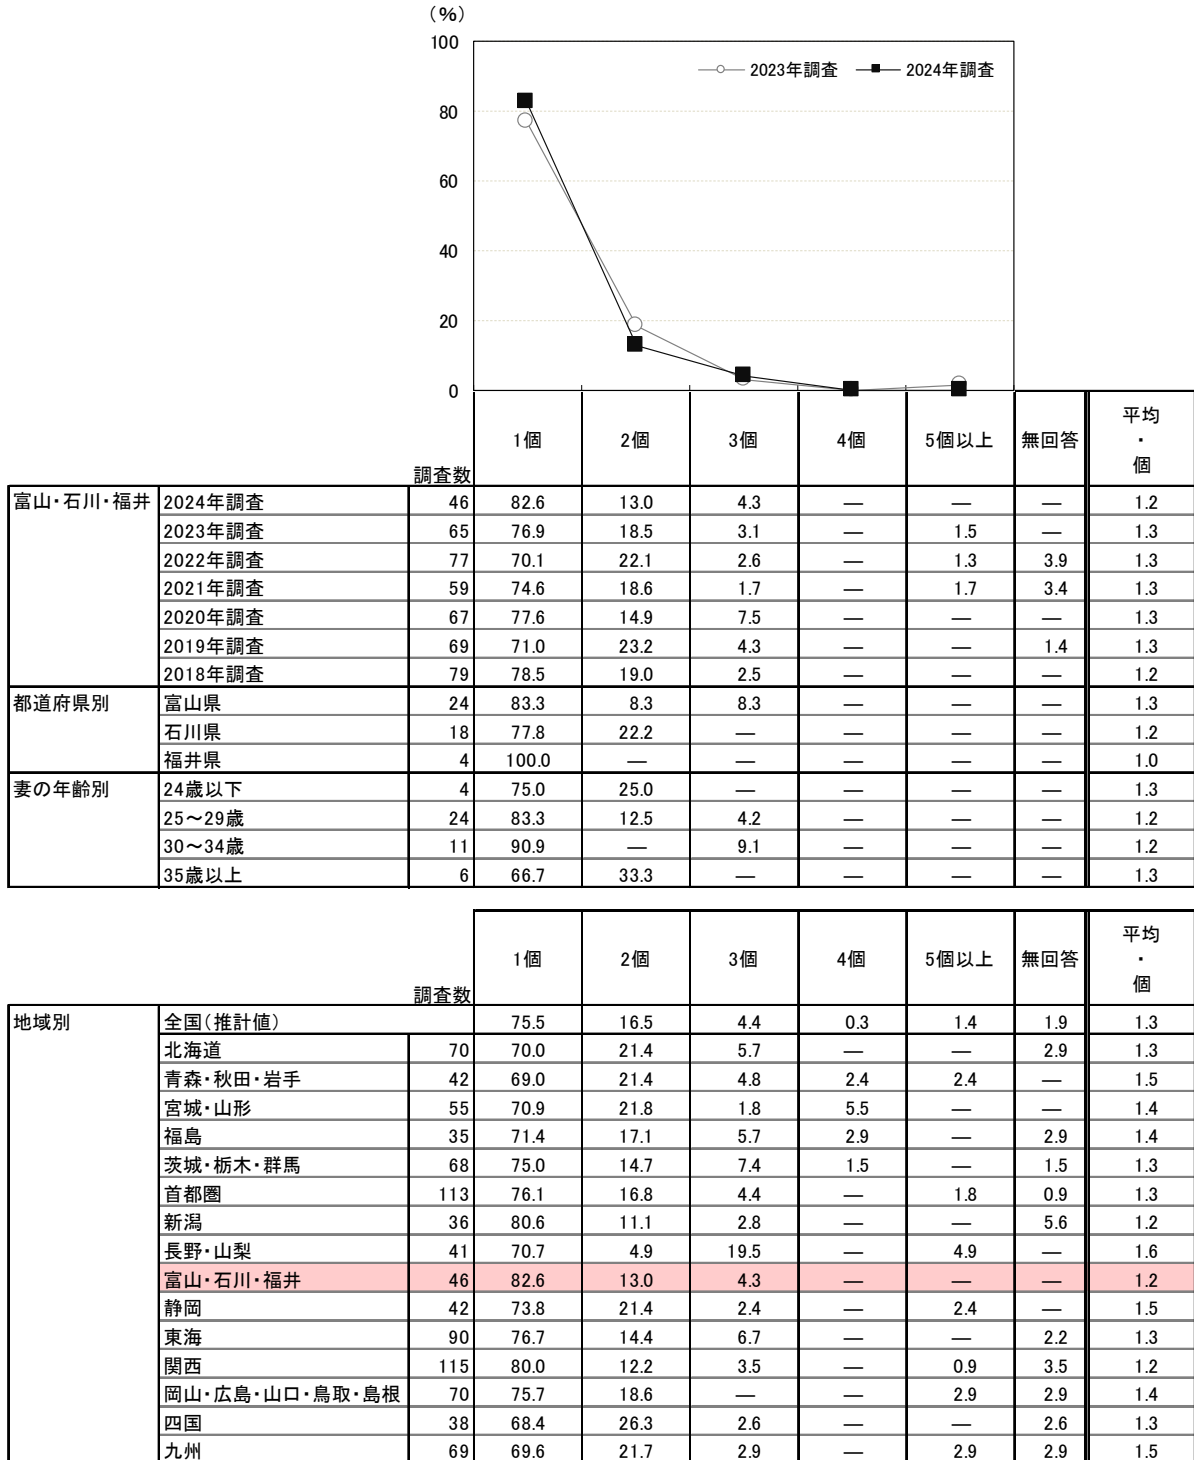 (%)
100
80
60
40
20
0
2023年調査 2024年調査
調査数 1個 2個 3個 4個 5個以上 無回答 平均・個
富山・石川・福井 2024年調査 46 82.6 13.0 4.3 — — — 1.2
2023年調査 65 76.9 18.5 3.1 — 1.5 — 1.3
2022年調査 77 70.1 22.1 2.6 — 1.3 3.9 1.3
2021年調査 59 74.6 18.6 1.7 — 1.7 3.4 1.3
2020年調査 67 77.6 14.9 7.5 — — — 1.3
2019年調査 69 71.0 23.2 4.3 — — 1.4 1.3
2018年調査 79 78.5 19.0 2.5 — — — 1.2
都道府県別 富山県 24 83.3 8.3 8.3 — — — 1.3
石川県 18 77.8 22.2 — — — — 1.2
福井県 4 100.0 — — — — — 1.0
妻の年齢別 24歳以下 4 75.0 25.0 — — — — 1.3
25～29歳 24 83.3 12.5 4.2 — — — 1.2
30～34歳 11 90.9 — 9.1 — — — 1.2
35歳以上 6 66.7 33.3 — — — — 1.3
調査数 1個 2個 3個 4個 5個以上 無回答 平均・個
地域別 全国(推計値) 75.5 16.5 4.4 0.3 1.4 1.9 1.3
北海道 70 70.0 21.4 5.7 — — 2.9 1.3
青森・秋田・岩手 42 69.0 21.4 4.8 2.4 2.4 — 1.5
宮城・山形 55 70.9 21.8 1.8 5.5 — — 1.4
福島 35 71.4 17.1 5.7 2.9 — 2.9 1.4
茨城・栃木・群馬 68 75.0 14.7 7.4 1.5 — 1.5 1.3
首都圏 113 76.1 16.8 4.4 — 1.8 0.9 1.3
新潟 36 80.6 11.1 2.8 — — 5.6 1.2
長野・山梨 41 70.7 4.9 19.5 — 4.9 — 1.6
富山・石川・福井 46 82.6 13.0 4.3 — — — 1.2
静岡 42 73.8 21.4 2.4 — 2.4 — 1.5
東海 90 76.7 14.4 6.7 — — 2.2 1.3
関西 115 80.0 12.2 3.5 — 0.9 3.5 1.2
岡山・広島・山口・鳥取・島根 70 75.7 18.6 — — 2.9 2.9 1.4
四国 38 68.4 26.3 2.6 — — 2.6 1.3
九州 69 69.6 21.7 2.9 — 2.9 2.9 1.5